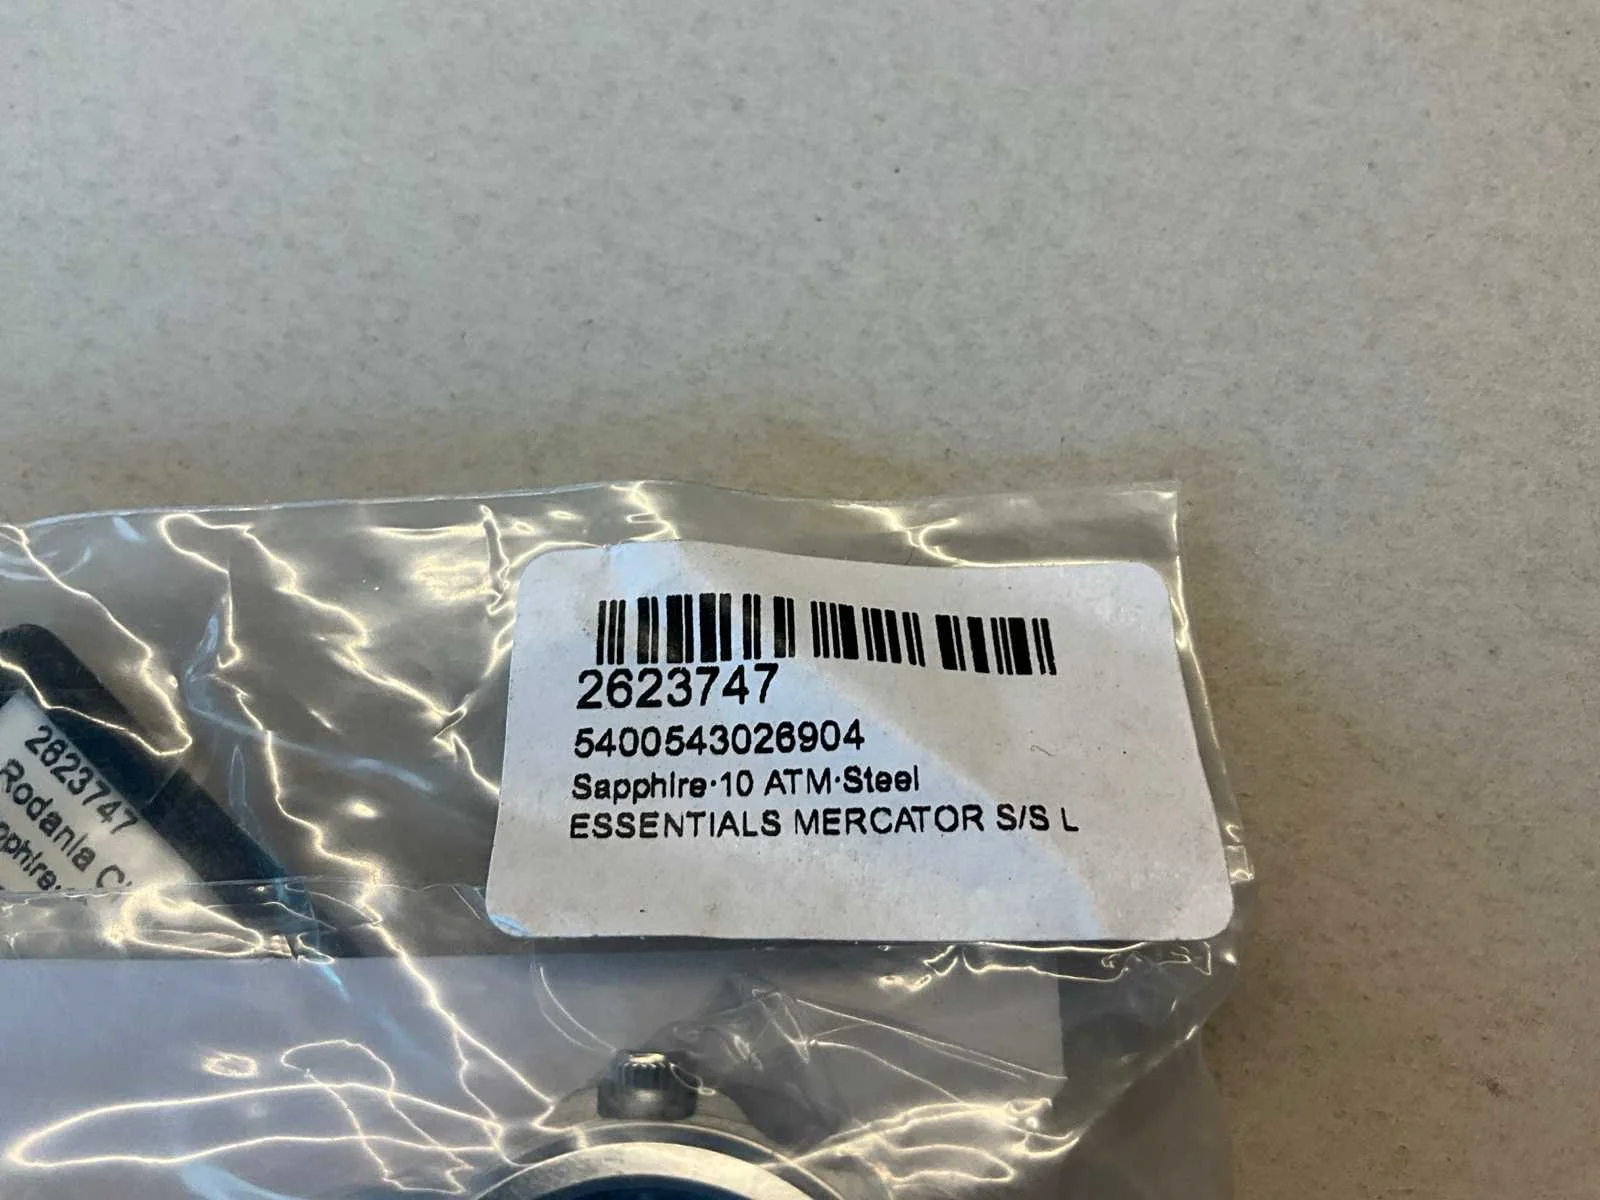 2623747
5400543026904
Sapphire·10 ATM·Steel
ESSENTIALS MERCATOR S/S L
2623747
Rodania